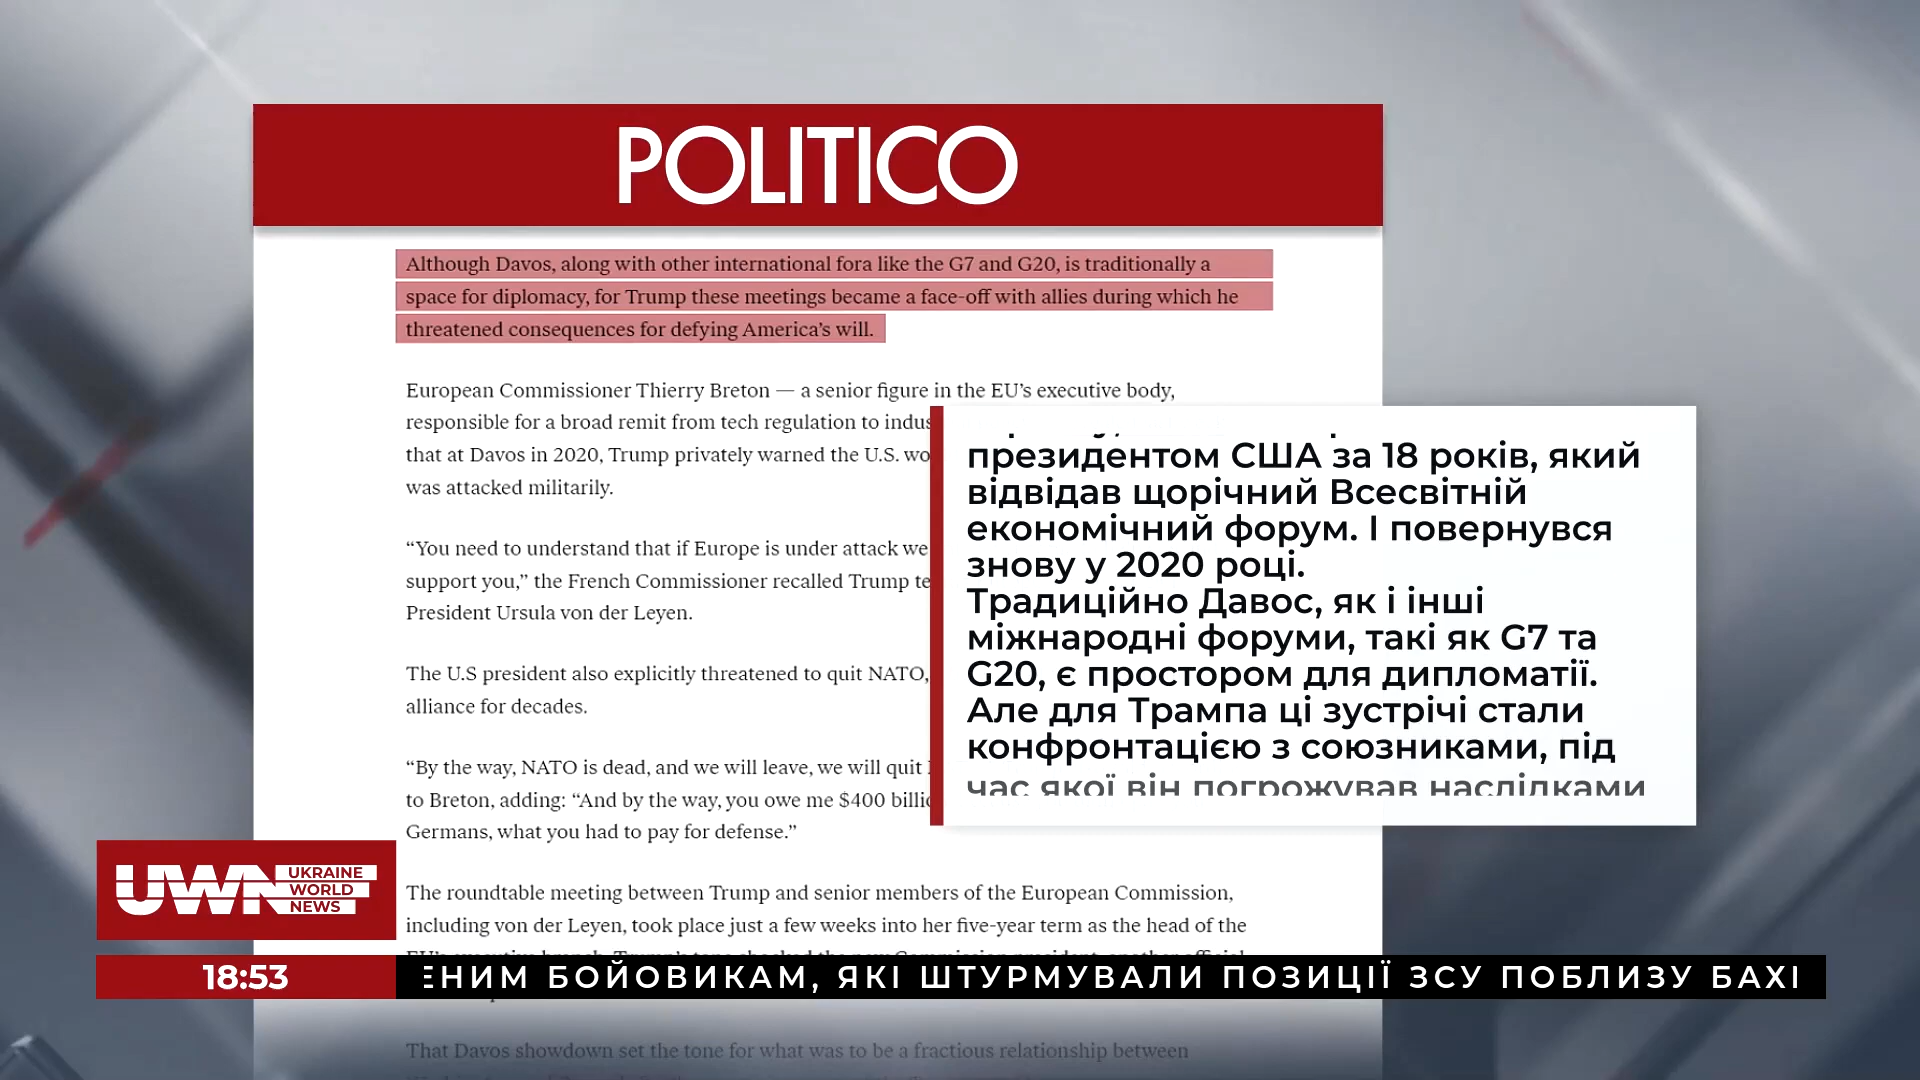 POLITICO
Although Davos, along with other international fora like the G7 and G20, is traditionally a
space for diplomacy, for Trump these meetings became a face-off with allies during which he
threatened consequences for defying America’s will.
European Commissioner Thierry Breton — a senior figure in the EU’s executive body,
responsible for a broad remit from tech regulation to
that at Davos in 2020, Trump privately warned the U.S.
was attacked militarily.
“You need to understand that if Europe is under attack we
support you,” the French Commissioner recalled Trump
President Ursula von der Leyen.
The U.S president also explicitly threatened to quit NATO,
alliance for decades.
“By the way, NATO is dead, and we will leave, we will quit
to Breton, adding: “And by the way, you owe me $400
Germans, what you had to pay for defense.”
The roundtable meeting between Trump and senior members of the European Commission,
including von der Leyen, took place just a few weeks into her five-year term as the head of the
That Davos showdown set the tone for what was to be a fractious relationship between
президентом США за 18 років, який
відвідав щорічний Всесвітній
економічний форум. І повернувся
знову у 2020 році.
Традиційно Давос, як і інші
міжнародні форуми, такі як G7 та
G20, є простором для дипломатії.
Але для Трампа ці зустрічі стали
конфронтацією з союзниками, під
час якої він погрожував наслідками
UWN UKRAINE
WORLD
NEWS
18:53
ЕНИМ БОЙОВИКАМ, ЯКІ ШТУРМУВАЛИ ПОЗИЦІЇ ЗСУ ПОБЛИЗУ БАХ